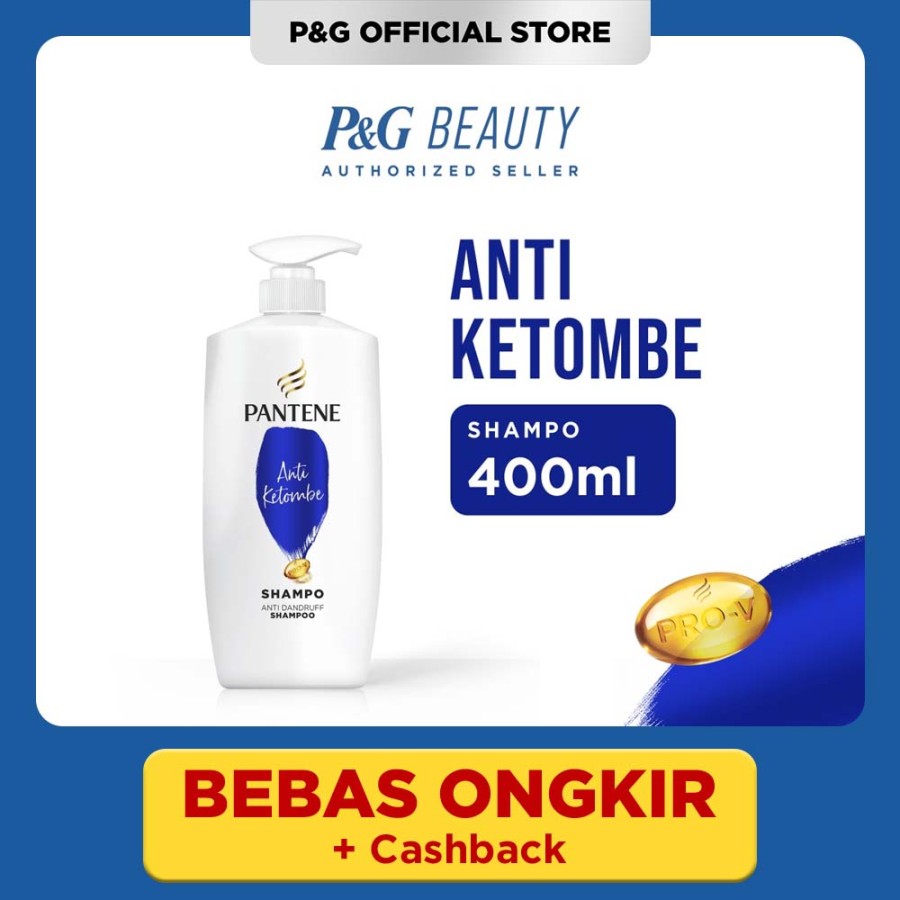 P&G OFFICIAL STORE
P&G BEAUTY
AUTHORIZED SELLER
ANTI
KETOMBE
SHAMPO
400ml
PANTENE
Anti
Ketombe
PRO-V
SHAMPO
ANTI DANDRUFF
SHAMPOO
PRO-V
BEBAS ONGKIR
+ Cashback